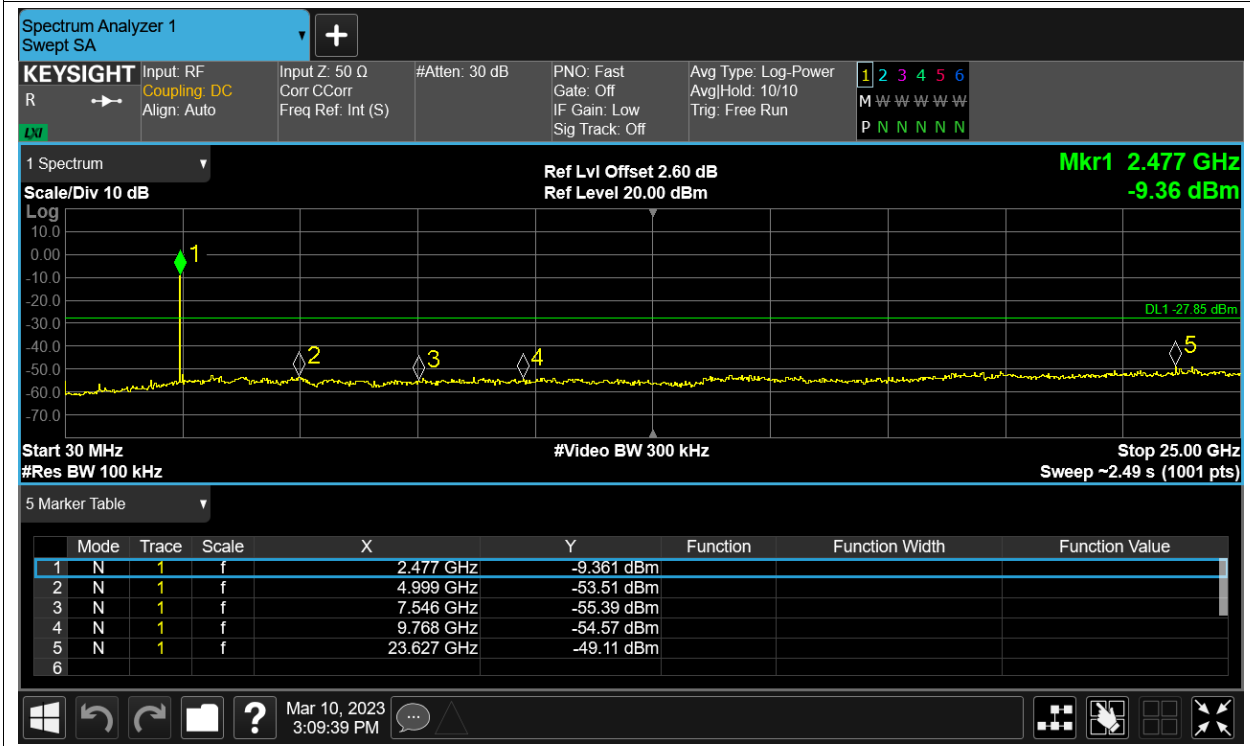 Spectrum Analyzer 1
Swept SA
KEYSIGHT
R
LXI
Input: RF
Coupling: DC
Align: Auto
Input Z: 50 Ω
Corr CCorr
Freq Ref: Int (S)
#Atten: 30 dB
PNO: Fast
Gate: Off
IF Gain: Low
Sig Track: Off
Avg Type: Log-Power
Avg|Hold: 10/10
Trig: Free Run
1 2 3 4 5 6
M W W W W W
P N N N N N
1 Spectrum
Scale/Div 10 dB
Ref Lvl Offset 2.60 dB
Ref Level 20.00 dBm
Mkr1 2.477 GHz
-9.36 dBm
Log
10.0
0.00
-10.0
-20.0
-30.0
-40.0
-50.0
-60.0
-70.0
1
2
3
4
5
DL1 -27.85 dBm
Start 30 MHz
#Video BW 300 kHz
Stop 25.00 GHz
#Res BW 100 kHz
Sweep ~2.49 s (1001 pts)
5 Marker Table
Mode Trace Scale X Y Function Function Width Function Value
1 N 1 f 2.477 GHz -9.361 dBm
2 N 1 f 4.999 GHz -53.51 dBm
3 N 1 f 7.546 GHz -55.39 dBm
4 N 1 f 9.768 GHz -54.57 dBm
5 N 1 f 23.627 GHz -49.11 dBm
6
?
Mar 10, 2023
3:09:39 PM